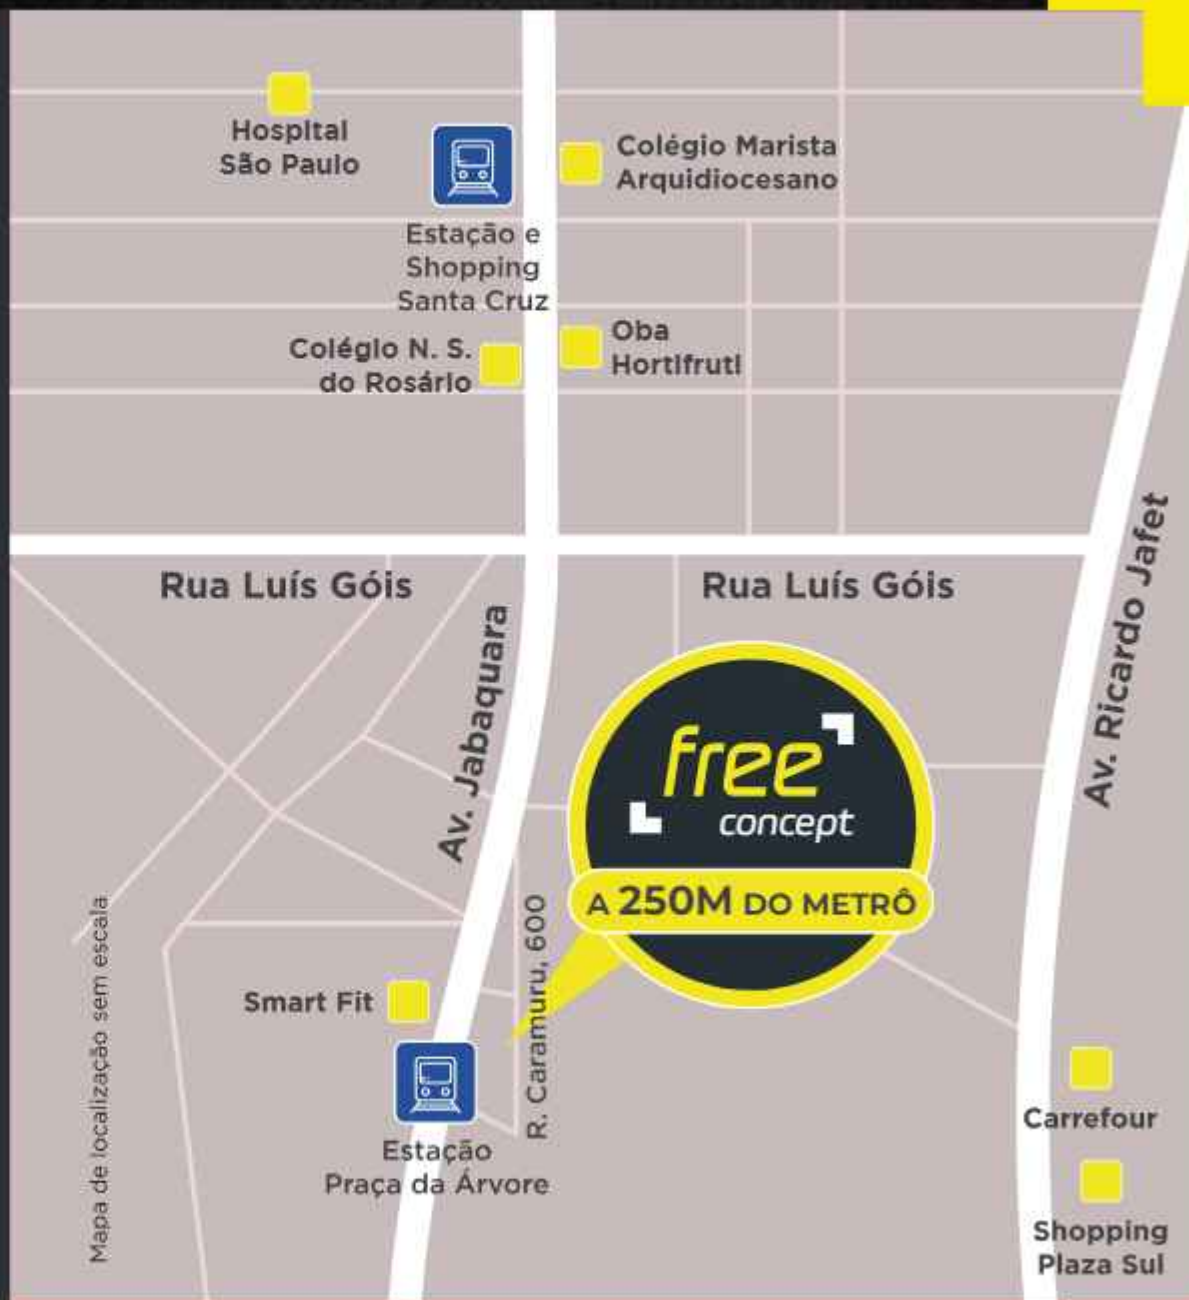 Hospital
São Paulo
Colégio Marista
Arquidiocesano
Estação e
Shopping
Santa Cruz
Colégio N. S.
do Rosário
Oba
Hortifruti
Rua Luís Góis
Rua Luís Góis
Av. Jabaquara
Av. Ricardo Jafet
free
concept
A 250M DO METRÔ
R. Caramuru, 600
Smart Fit
Estação
Praça da Árvore
Carrefour
Shopping
Plaza Sul
Mapa de localização sem escala